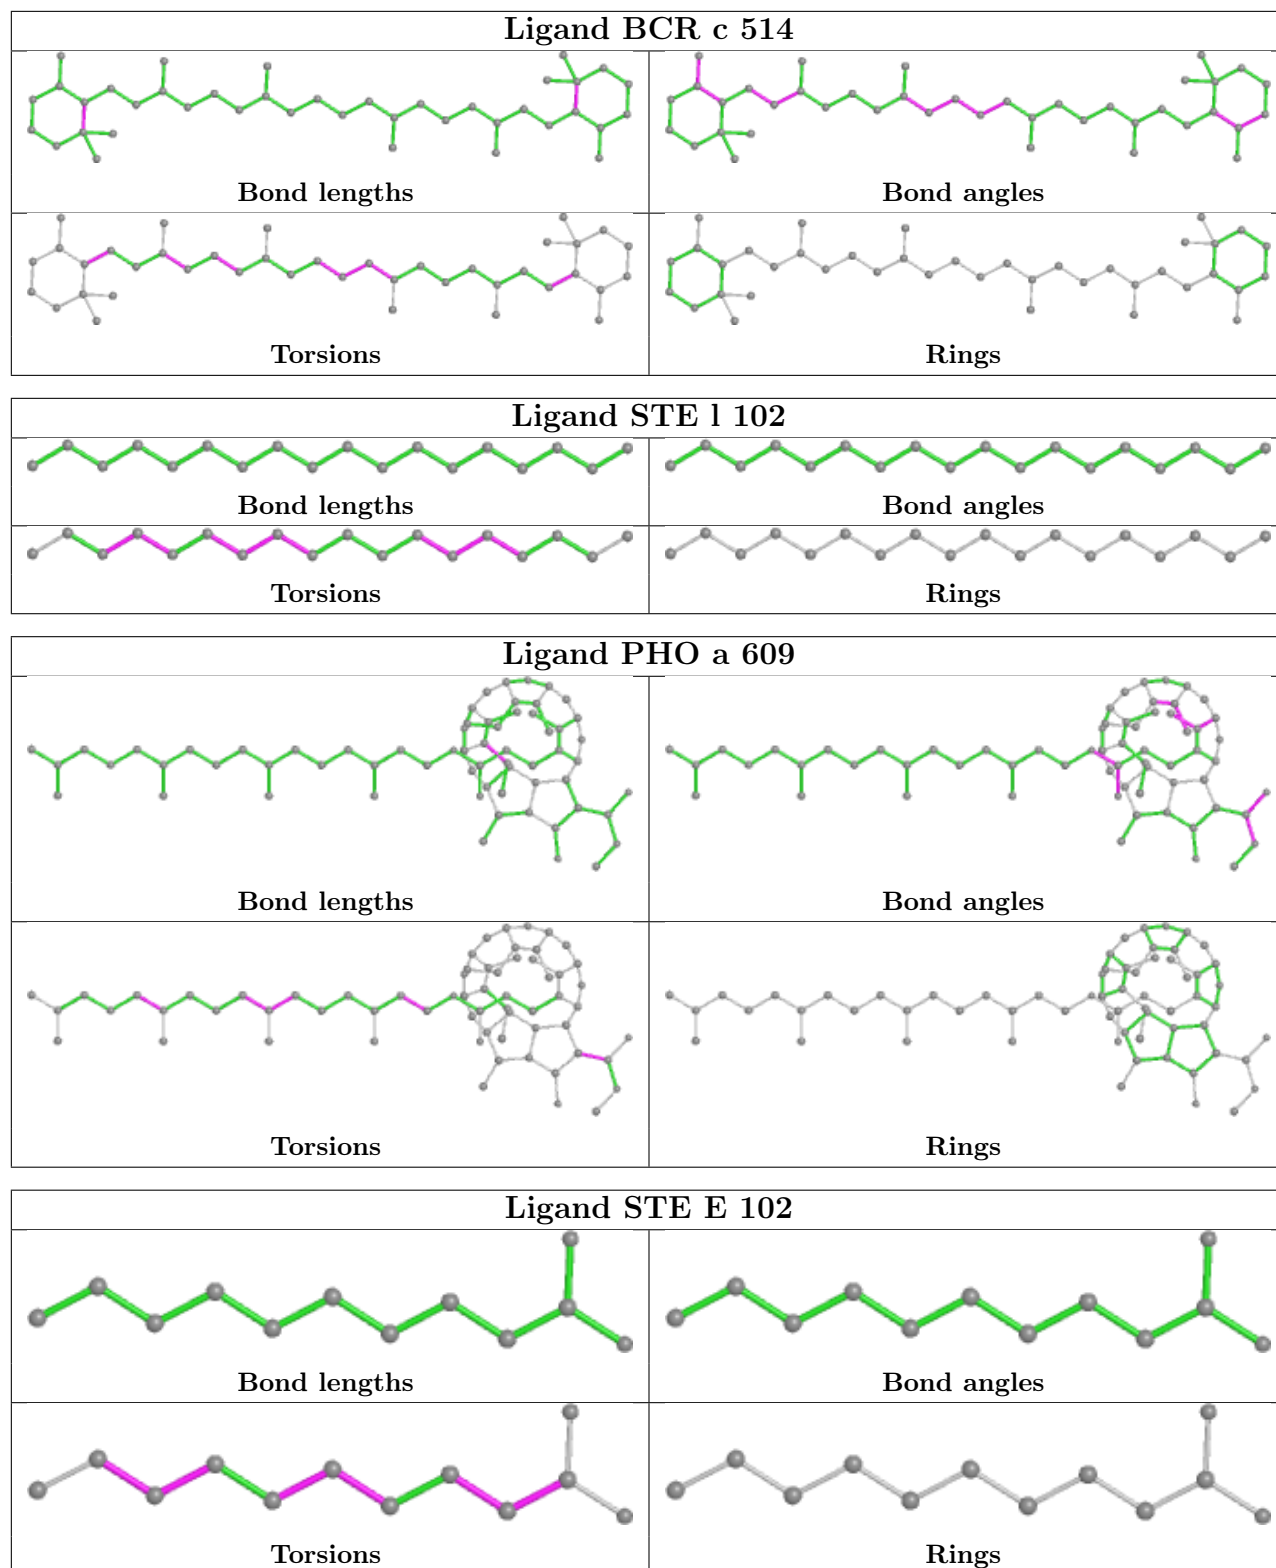 Ligand BCR c 514
Bond lengths
Bond angles
Torsions
Rings
Ligand STE l 102
Bond lengths
Bond angles
Torsions
Rings
Ligand PHO a 609
Bond lengths
Bond angles
Torsions
Rings
Ligand STE E 102
Bond lengths
Bond angles
Torsions
Rings